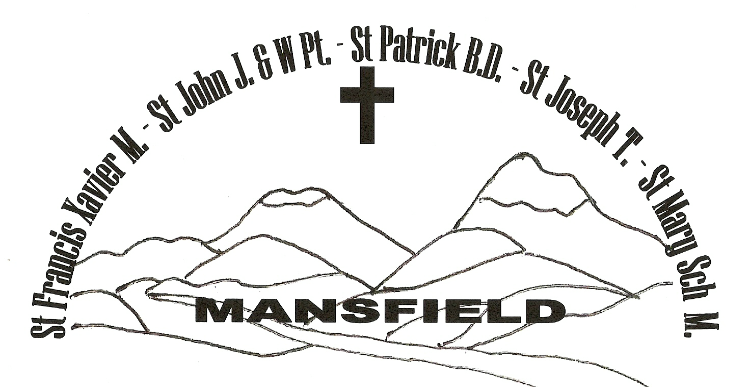 St Francis Xavier M. - St John J. & W Pt. - St Patrick B.D. - St Joseph T. - St Mary Sch M.
MANSFIELD